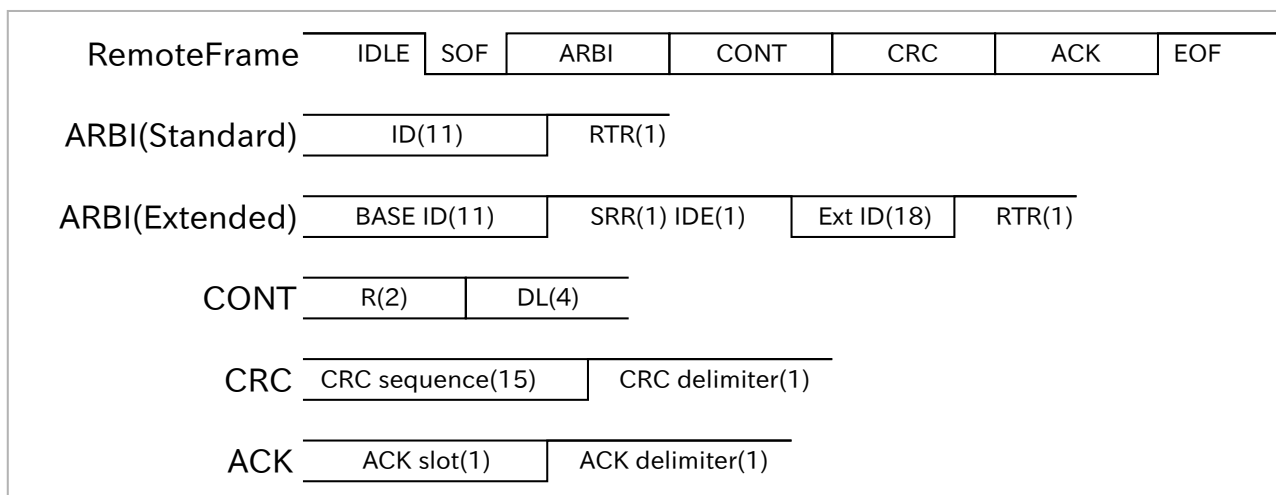 RemoteFrame IDLE SOF ARBI CONT CRC ACK EOF
ARBI(Standard) ID(11) RTR(1)
ARBI(Extended) BASE ID(11) SRR(1) IDE(1) Ext ID(18) RTR(1)
CONT R(2) DL(4)
CRC CRC sequence(15) CRC delimiter(1)
ACK ACK slot(1) ACK delimiter(1)